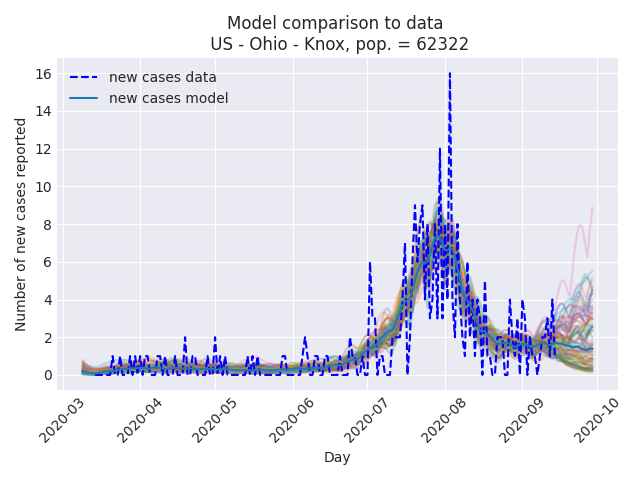 Model comparison to data
US - Ohio - Knox, pop. = 62322
new cases data
new cases model
Number of new cases reported
16
14
12
10
8
6
4
2
0
2020-03
2020-04
2020-05
2020-06
2020-07
2020-08
2020-09
2020-10
Day